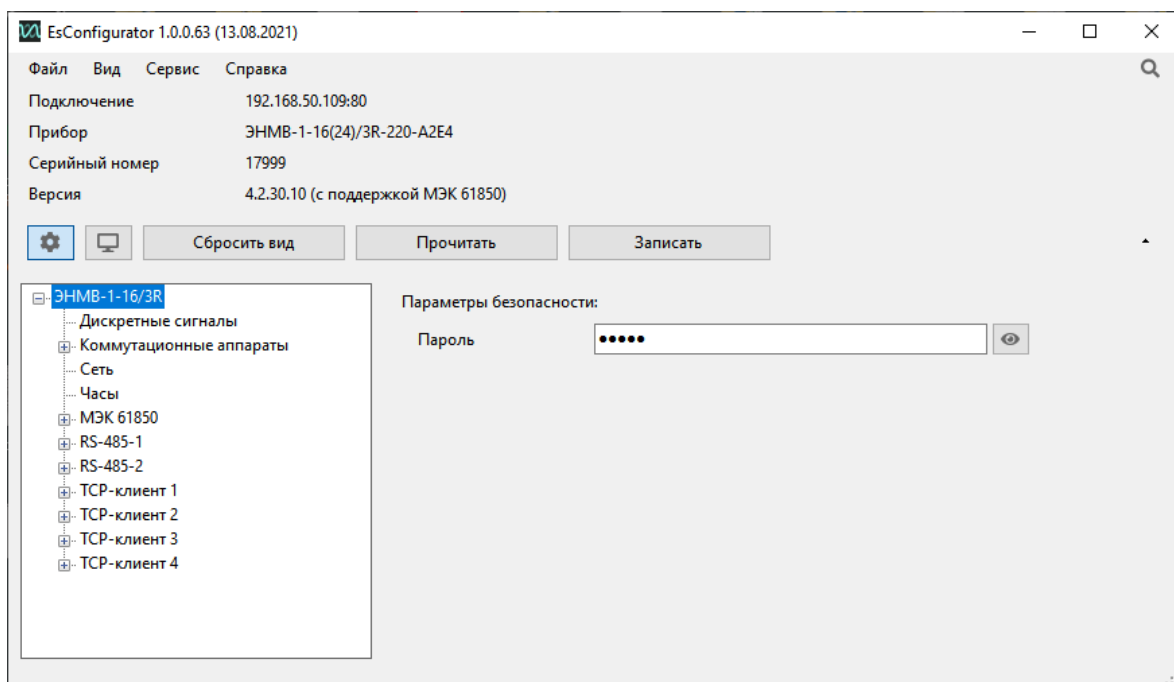 EsConfigurator 1.0.0.63 (13.08.2021)
Файл Вид Сервис Справка
Подключение 192.168.50.109:80
Прибор ЭНМВ-1-16(24)/3R-220-A2E4
Серийный номер 17999
Версия 4.2.30.10 (с поддержкой МЭК 61850)
Сбросить вид Прочитать Записать
ЭНМВ-1-16/3R
Дискретные сигналы
Коммутационные аппараты
Сеть
Часы
МЭК 61850
RS-485-1
RS-485-2
TCP-клиент 1
TCP-клиент 2
TCP-клиент 3
TCP-клиент 4
Параметры безопасности:
Пароль •••••